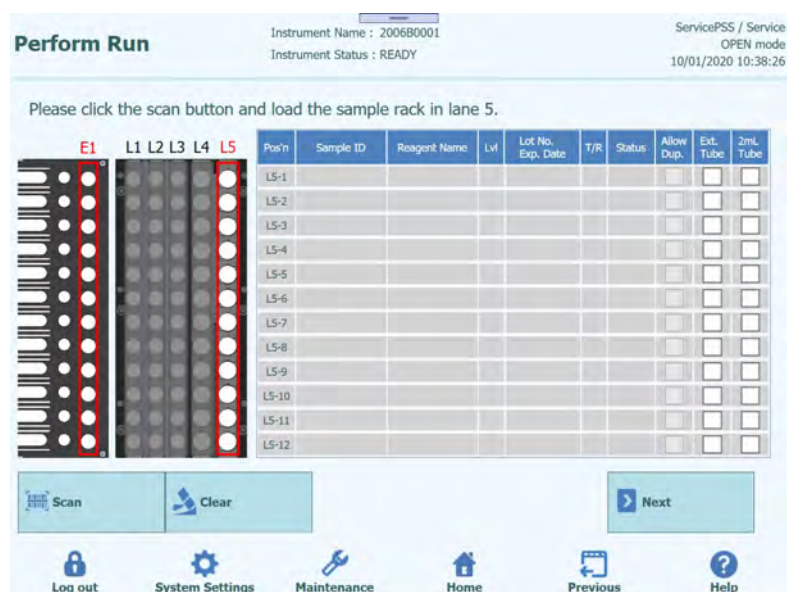 Perform Run
Instrument Name : 2006B0001
Instrument Status : READY
ServicePSS / Service
OPEN mode
10/01/2020 10:38:26
Please click the scan button and load the sample rack in lane 5.
E1 L1 L2 L3 L4 L5
Pos'n Sample ID Reagent Name Lvl Lot No. Exp. Date T/R Status Allow Dup. Ext. Tube 2mL Tube
L5-1
L5-2
L5-3
L5-4
L5-5
L5-6
L5-7
L5-8
L5-9
L5-10
L5-11
L5-12
Scan Clear Next
Log out System Settings Maintenance Home Previous Help